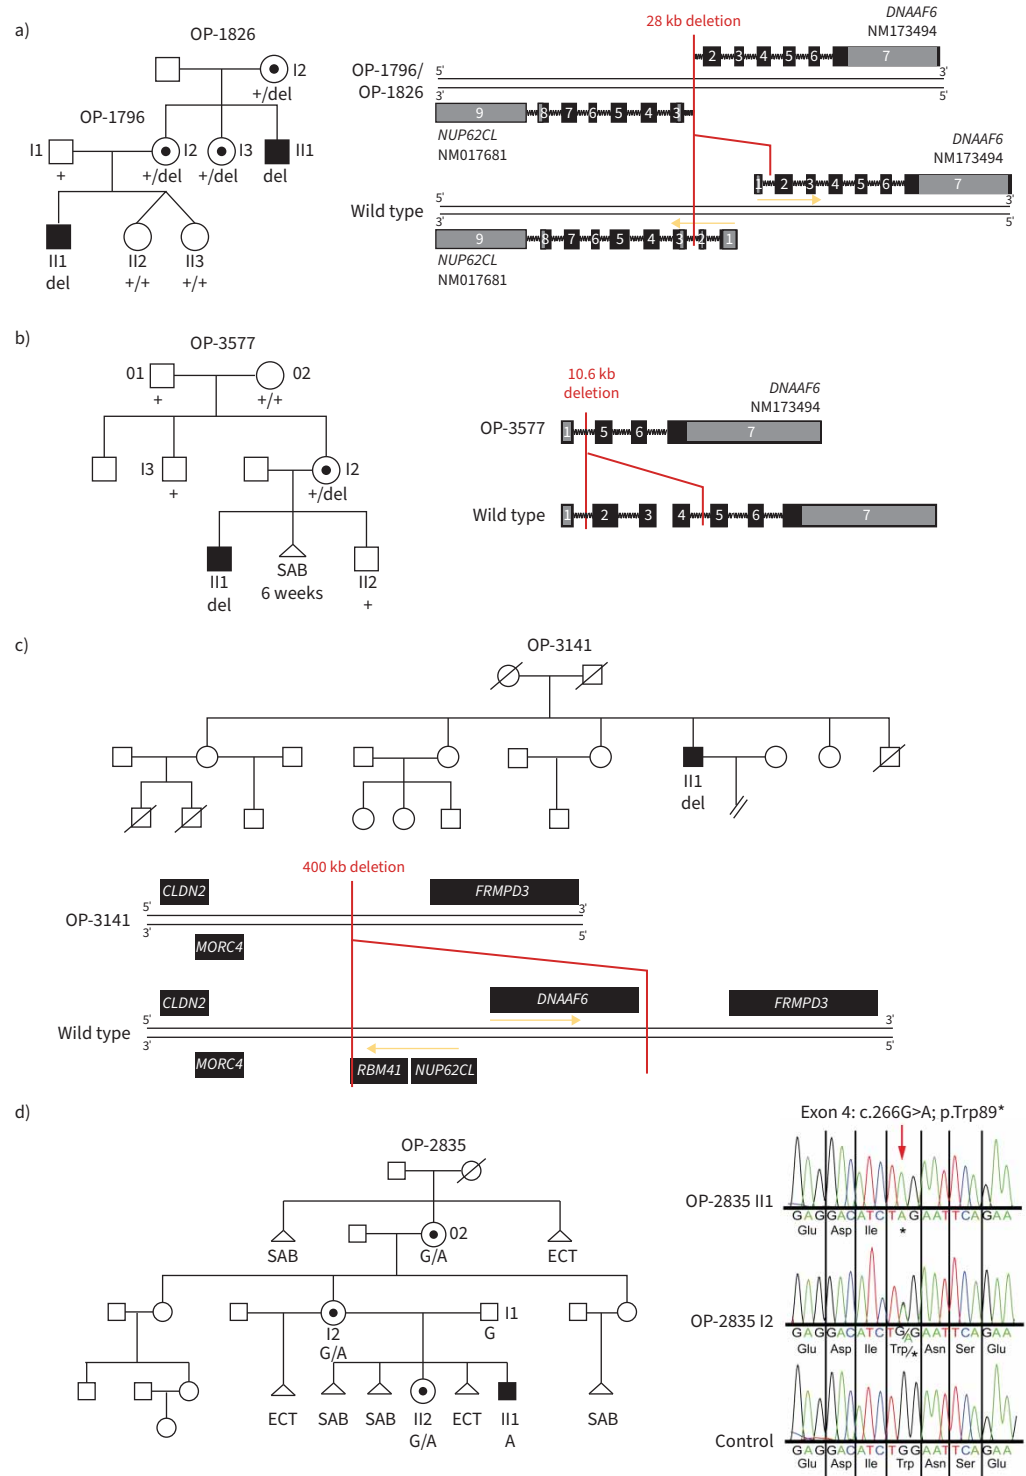 a)
OP-1826
I2
+/del
OP-1796
I1
+
I2
+/del
I3
+/del
II1
del
II1
del
II2
+/+
II3
+/+
28 kb deletion
DNAAF6
NM173494
2 3 4 5 6 7
OP-1796/
OP-1826
5' 3'
3' 5'
9 8 7 6 5 4 3
NUP62CL
NM017681
DNAAF6
NM173494
1 2 3 4 5 6 7
Wild type
5' 3'
3' 5'
9 8 7 6 5 4 3 2 1
NUP62CL
NM017681
b)
OP-3577
01
+
02
+/+
I3
+
I2
+/del
II1
del
SAB
6 weeks
II2
+
10.6 kb
deletion
DNAAF6
NM173494
OP-3577
1 5 6 7
Wild type
1 2 3 4 5 6 7
c)
OP-3141
II1
del
400 kb deletion
CLDN2 FRMPD3
OP-3141
5' 3'
3' 5'
MORC4
CLDN2 DNAAF6 FRMPD3
Wild type
5' 3'
3' 5'
MORC4 RBM41 NUP62CL
d)
OP-2835
SAB
02
G/A
ECT
I2
G/A
I1
G
ECT SAB SAB
II2
G/A
ECT
II1
A
SAB
Exon 4: c.266G>A; p.Trp89*
OP-2835 II1
GAGGACATCTAGAATTCAGAA
Glu Asp Ile *
OP-2835 I2
GAGGACATCTG/AGAATTCAGAA
Glu Asp Ile Trp/* Asn Ser Glu
Control
GAGGACATCTGGAATTCAGAA
Glu Asp Ile Trp Asn Ser Glu